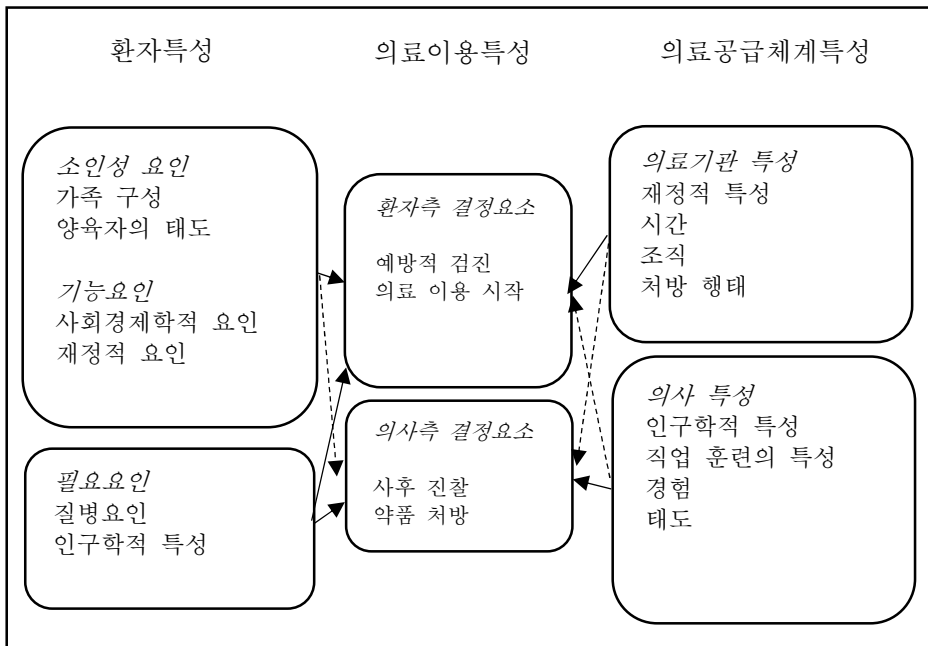 환자특성
의료이용특성
의료공급체계특성
소인성 요인
가족 구성
양육자의 태도
기능요인
사회경제학적 요인
재정적 요인
필요요인
질병요인
인구학적 특성
환자측 결정요소
예방적 검진
의료 이용 시작
의사측 결정요소
사후 진찰
약품 처방
의료기관 특성
재정적 특성
시간
조직
처방 행태
의사 특성
인구학적 특성
직업 훈련의 특성
경험
태도